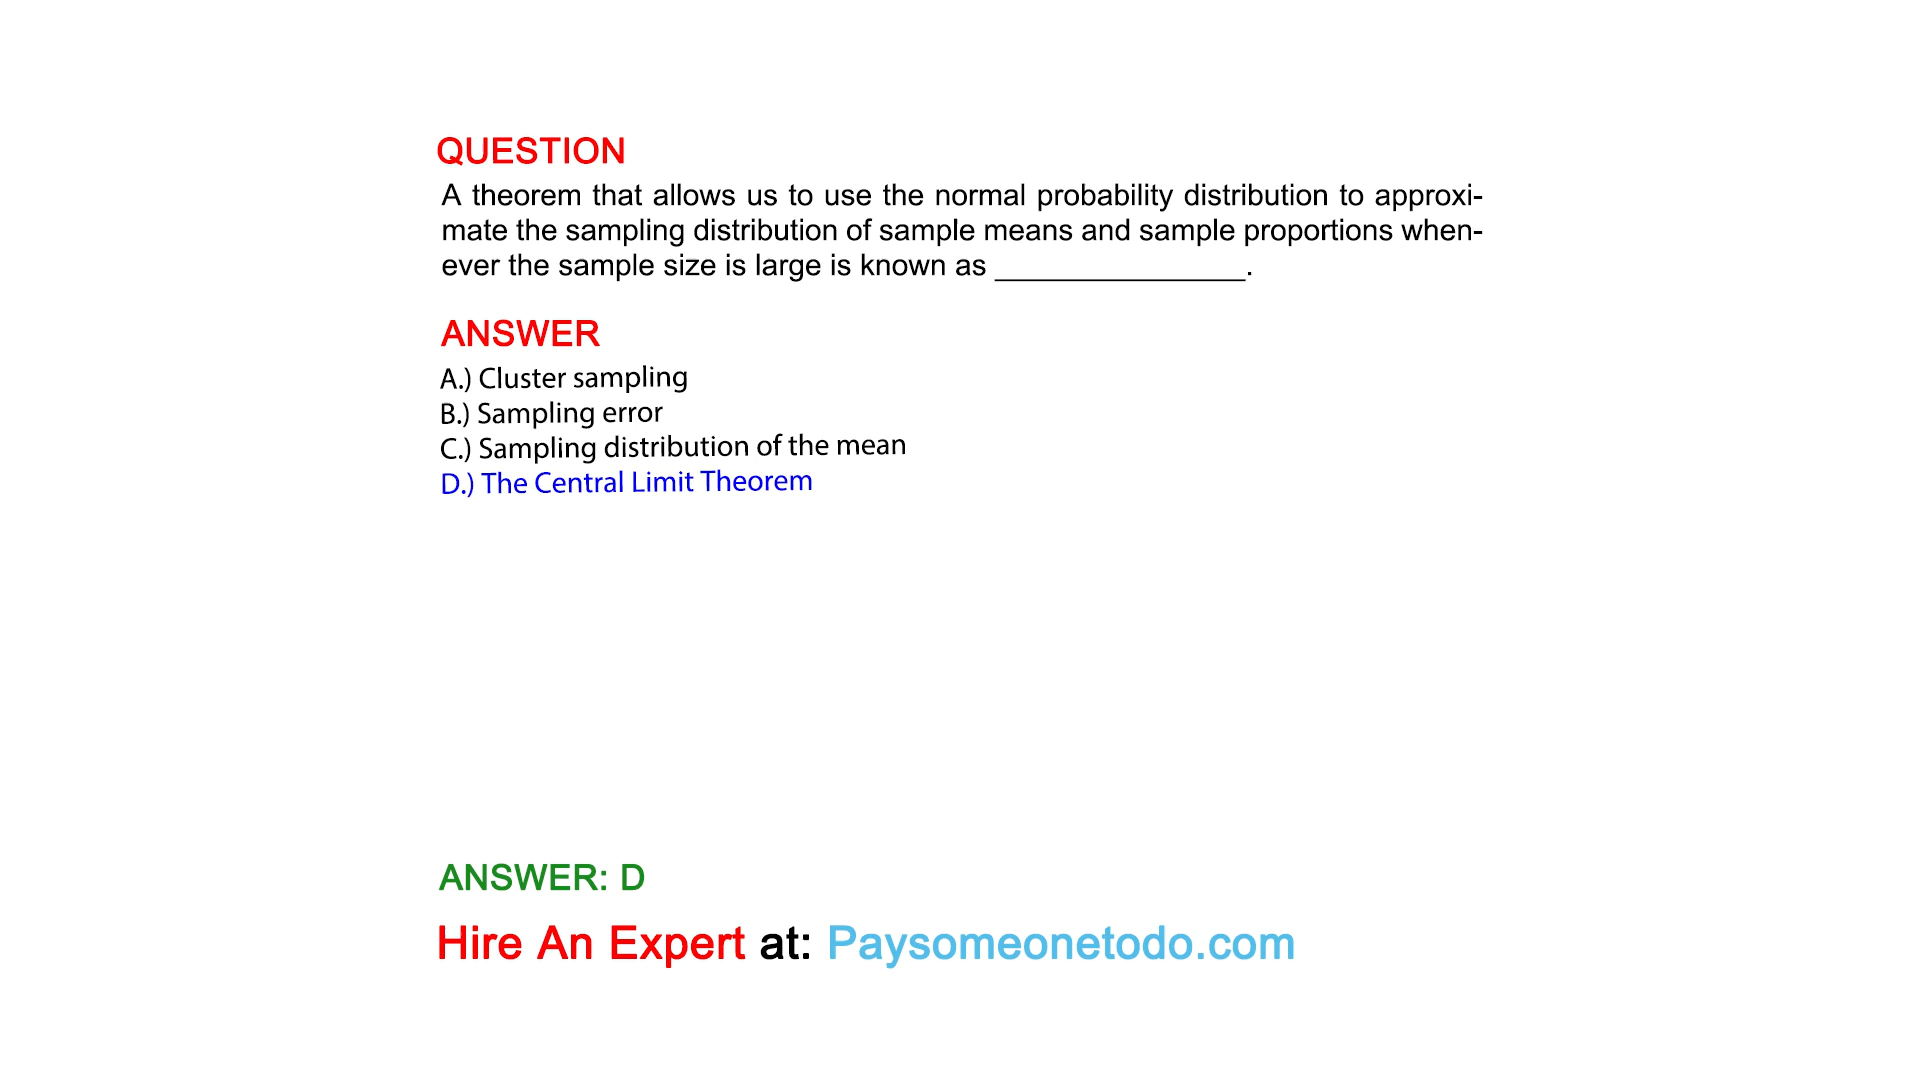 QUESTION
A theorem that allows us to use the normal probability distribution to approxi-
mate the sampling distribution of sample means and sample proportions when-
ever the sample size is large is known as _______________.
ANSWER
A.) Cluster sampling
B.) Sampling error
C.) Sampling distribution of the mean
D.) The Central Limit Theorem
ANSWER: D
Hire An Expert at: Paysomeonetodo.com